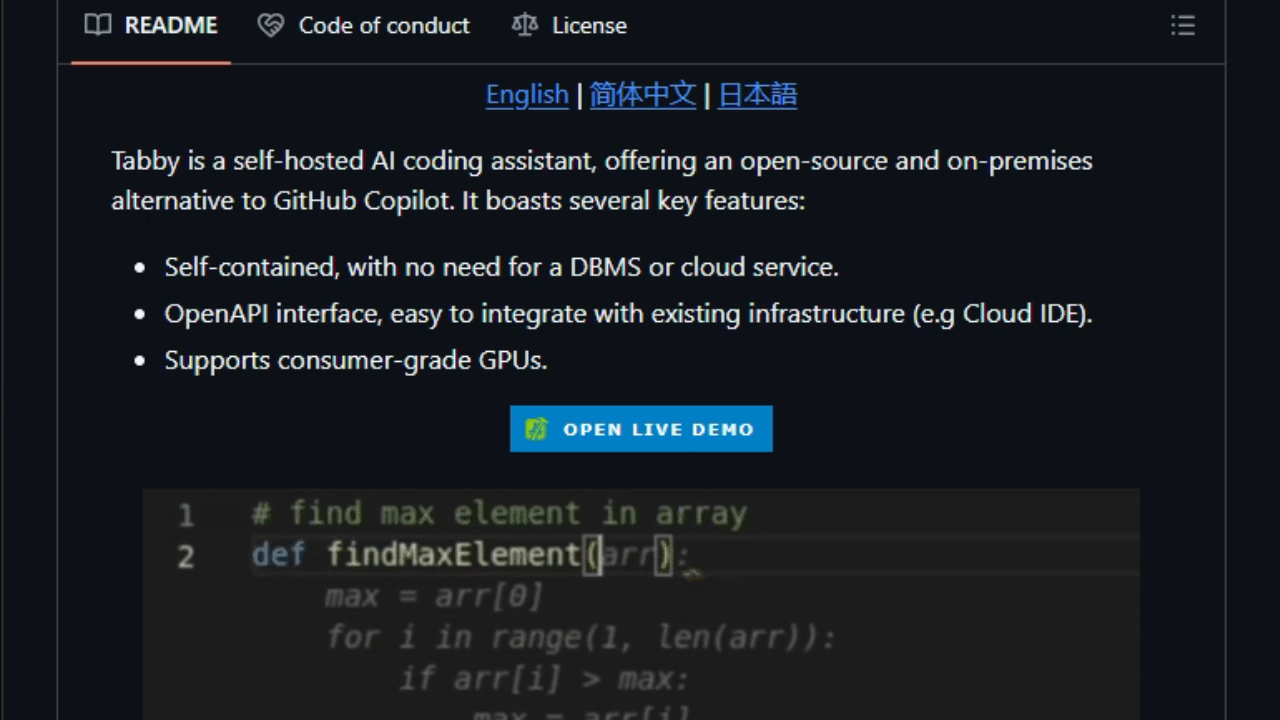 README Code of conduct License
English | 简体中文 | 日本語
Tabby is a self-hosted AI coding assistant, offering an open-source and on-premises
alternative to GitHub Copilot. It boasts several key features:
Self-contained, with no need for a DBMS or cloud service.
OpenAPI interface, easy to integrate with existing infrastructure (e.g Cloud IDE).
Supports consumer-grade GPUs.
OPEN LIVE DEMO
1 # find max element in array
2 def findMaxElement(arr):
max = arr[0]
for i in range(1, len(arr)):
if arr[i] > max:
max = arr[i]